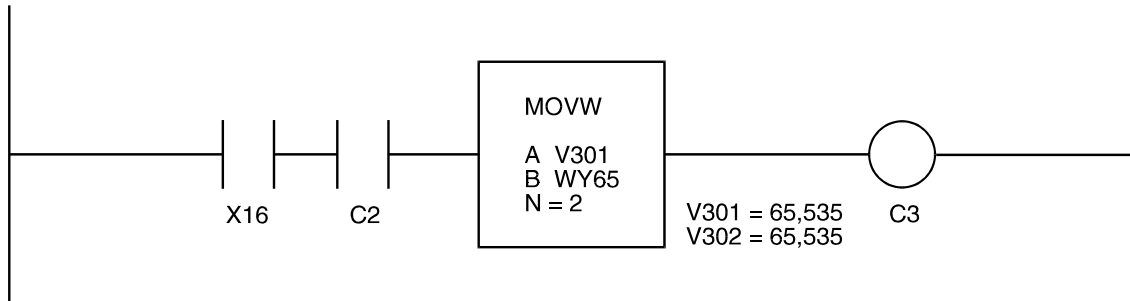 MOVW
A V301
B WY65
N = 2
X16
C2
V301 = 65,535
V302 = 65,535
C3